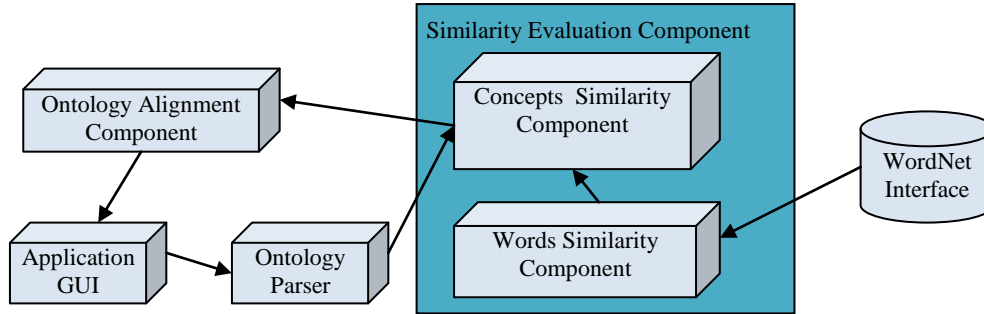 Similarity Evaluation Component
Ontology Alignment
Component
Concepts Similarity
Component
WordNet
Interface
Application
GUI
Ontology
Parser
Words Similarity
Component